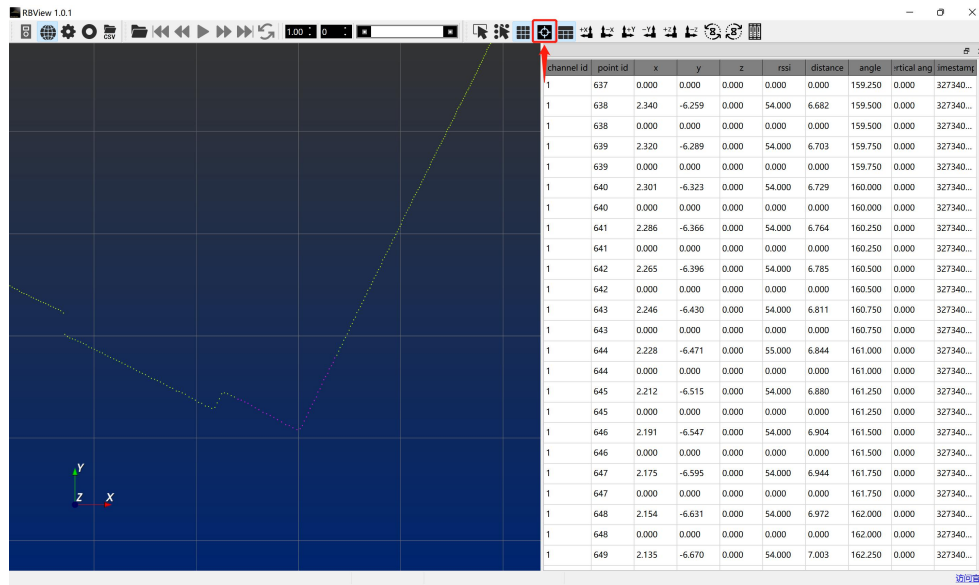 RBView 1.0.1
CSV 1.00 0 +X -X +Y -Y +Z -Z
channel id point id x y z rssi distance angle ertical ang imestamp
1 637 0.000 0.000 0.000 0.000 0.000 159.250 0.000 327340...
1 638 2.340 -6.259 0.000 54.000 6.682 159.500 0.000 327340...
1 638 0.000 0.000 0.000 0.000 0.000 159.500 0.000 327340...
1 639 2.320 -6.289 0.000 54.000 6.703 159.750 0.000 327340...
1 639 0.000 0.000 0.000 0.000 0.000 159.750 0.000 327340...
1 640 2.301 -6.323 0.000 54.000 6.729 160.000 0.000 327340...
1 640 0.000 0.000 0.000 0.000 0.000 160.000 0.000 327340...
1 641 2.286 -6.366 0.000 54.000 6.764 160.250 0.000 327340...
1 641 0.000 0.000 0.000 0.000 0.000 160.250 0.000 327340...
1 642 2.265 -6.396 0.000 54.000 6.785 160.500 0.000 327340...
1 642 0.000 0.000 0.000 0.000 0.000 160.500 0.000 327340...
1 643 2.246 -6.430 0.000 54.000 6.811 160.750 0.000 327340...
1 643 0.000 0.000 0.000 0.000 0.000 160.750 0.000 327340...
1 644 2.228 -6.471 0.000 55.000 6.844 161.000 0.000 327340...
1 644 0.000 0.000 0.000 0.000 0.000 161.000 0.000 327340...
1 645 2.212 -6.515 0.000 54.000 6.880 161.250 0.000 327340...
1 645 0.000 0.000 0.000 0.000 0.000 161.250 0.000 327340...
1 646 2.191 -6.547 0.000 54.000 6.904 161.500 0.000 327340...
1 646 0.000 0.000 0.000 0.000 0.000 161.500 0.000 327340...
1 647 2.175 -6.595 0.000 54.000 6.944 161.750 0.000 327340...
1 647 0.000 0.000 0.000 0.000 0.000 161.750 0.000 327340...
1 648 2.154 -6.631 0.000 54.000 6.972 162.000 0.000 327340...
1 648 0.000 0.000 0.000 0.000 0.000 162.000 0.000 327340...
1 649 2.135 -6.670 0.000 54.000 7.003 162.250 0.000 327340...
Y
Z X
访问